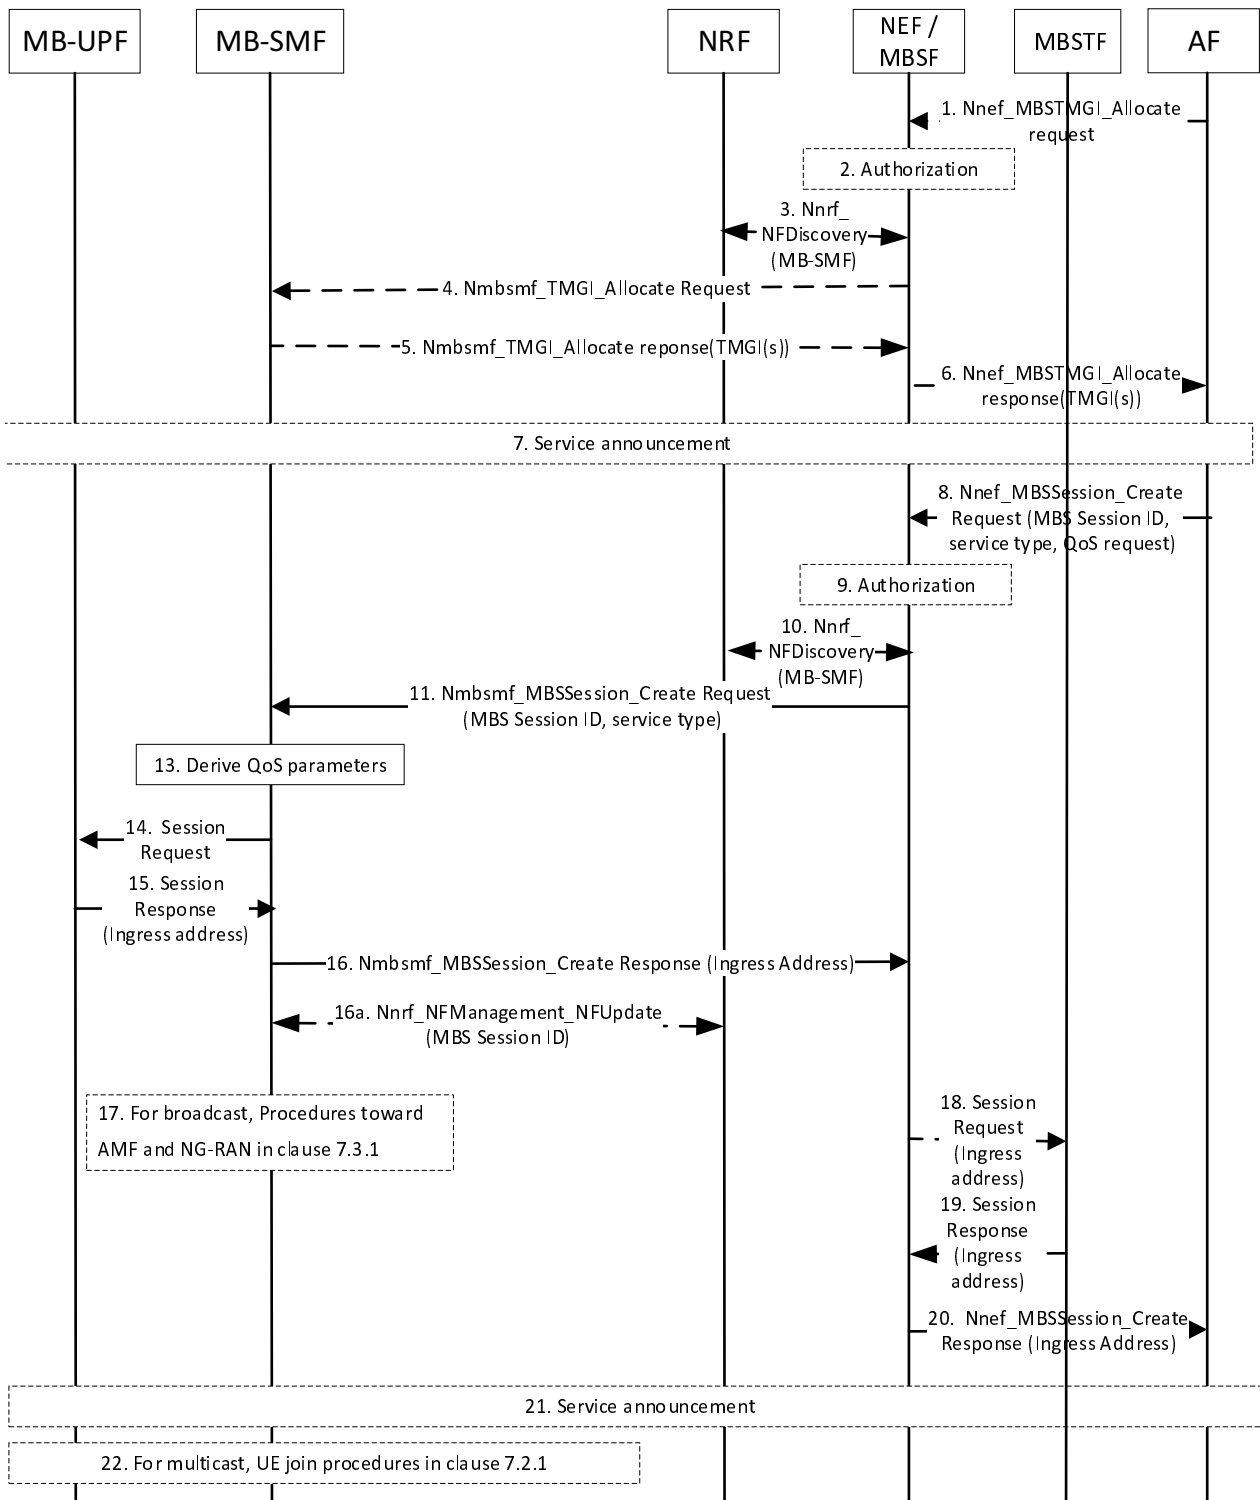 MB-UPF
MB-SMF
NRF
NEF /
MBSF
MBSTF
AF
1. Nnef_MBSTMGI_Allocate
request
2. Authorization
3. Nnrf_
NFDiscovery
(MB-SMF)
4. Nmbsmf_TMGI_Allocate Request
5. Nmbsmf_TMGI_Allocate reponse(TMGI(s))
6. Nnef_MBSTMGI_Allocate
response(TMGI(s))
7. Service announcement
8. Nnef_MBSSession_Create
Request (MBS Session ID,
service type, QoS request)
9. Authorization
10. Nnrf_
NFDiscovery
(MB-SMF)
11. Nmbsmf_MBSSession_Create Request
(MBS Session ID, service type)
13. Derive QoS parameters
14. Session
Request
15. Session
Response
(Ingress address)
16. Nmbsmf_MBSSession_Create Response (Ingress Address)
16a. Nnrf_NFManagement_NFUpdate
(MBS Session ID)
17. For broadcast, Procedures toward
AMF and NG-RAN in clause 7.3.1
18. Session
Request
(Ingress
address)
19. Session
Response
(Ingress
address)
20. Nnef_MBSSession_Create
Response (Ingress Address)
21. Service announcement
22. For multicast, UE join procedures in clause 7.2.1